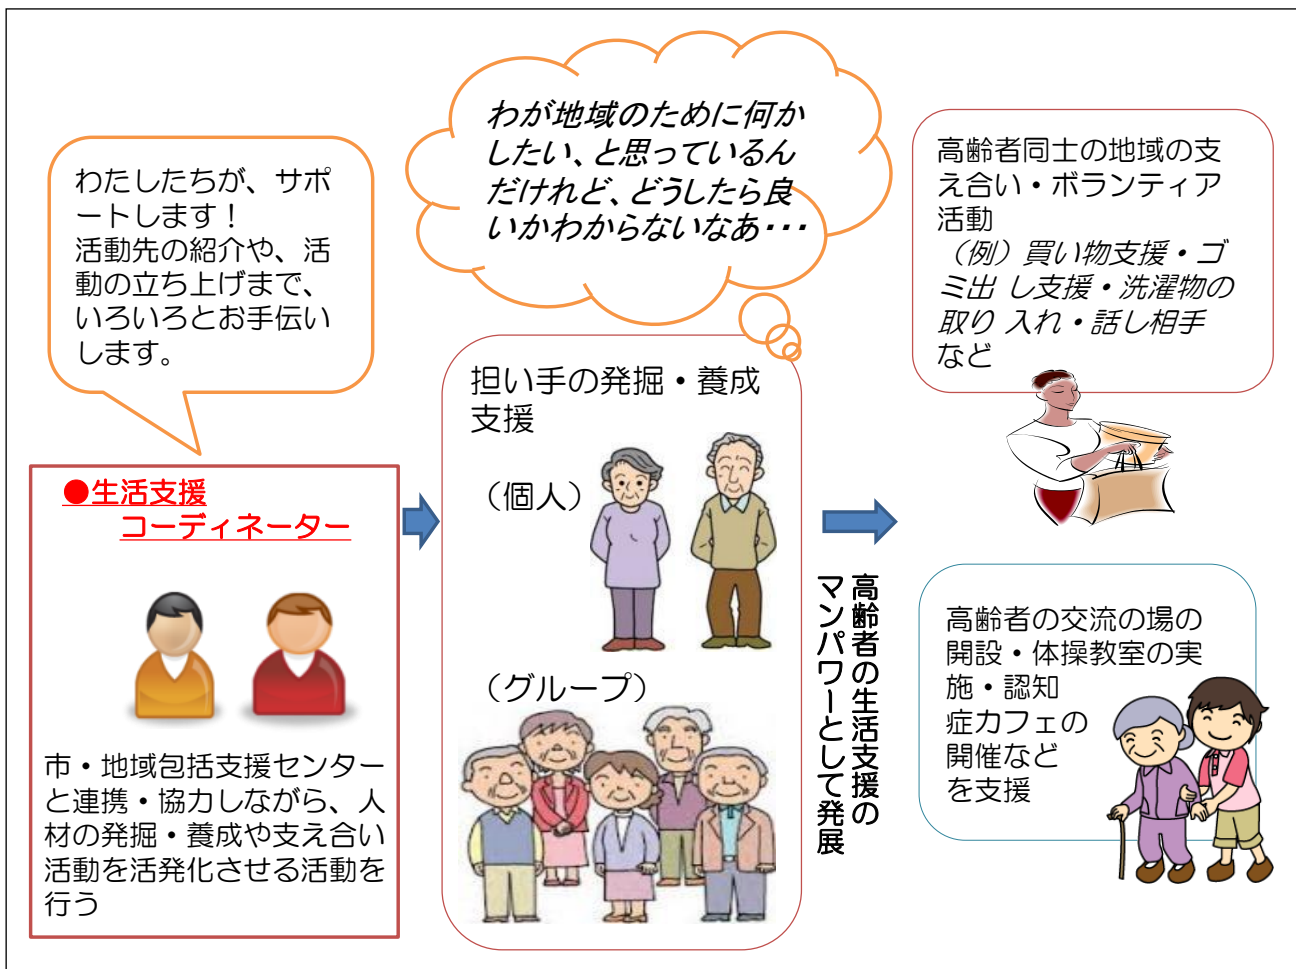 わたしたちが、サポ
ートします！
活動先の紹介や、活
動の立ち上げまで、
いろいろとお手伝い
します。
●生活支援
コーディネーター
市・地域包括支援センター
と連携・協力しながら、人
材の発掘・養成や支え合い
活動を活発化させる活動を
行う
わが地域のために何か
したい、と思っているん
だけれど、どうしたら良
いかわからないなあ・・・
担い手の発掘・養成
支援
（個人）
（グループ）
高齢者の生活支援の
マンパワーとして発展
高齢者同士の地域の支
え合い・ボランティア
活動
（例）買い物支援・ゴ
ミ出 し支援・洗濯物の
取り 入れ・話し相手
など
高齢者の交流の場の
開設・体操教室の実
施・認知
症カフェの
開催など
を支援